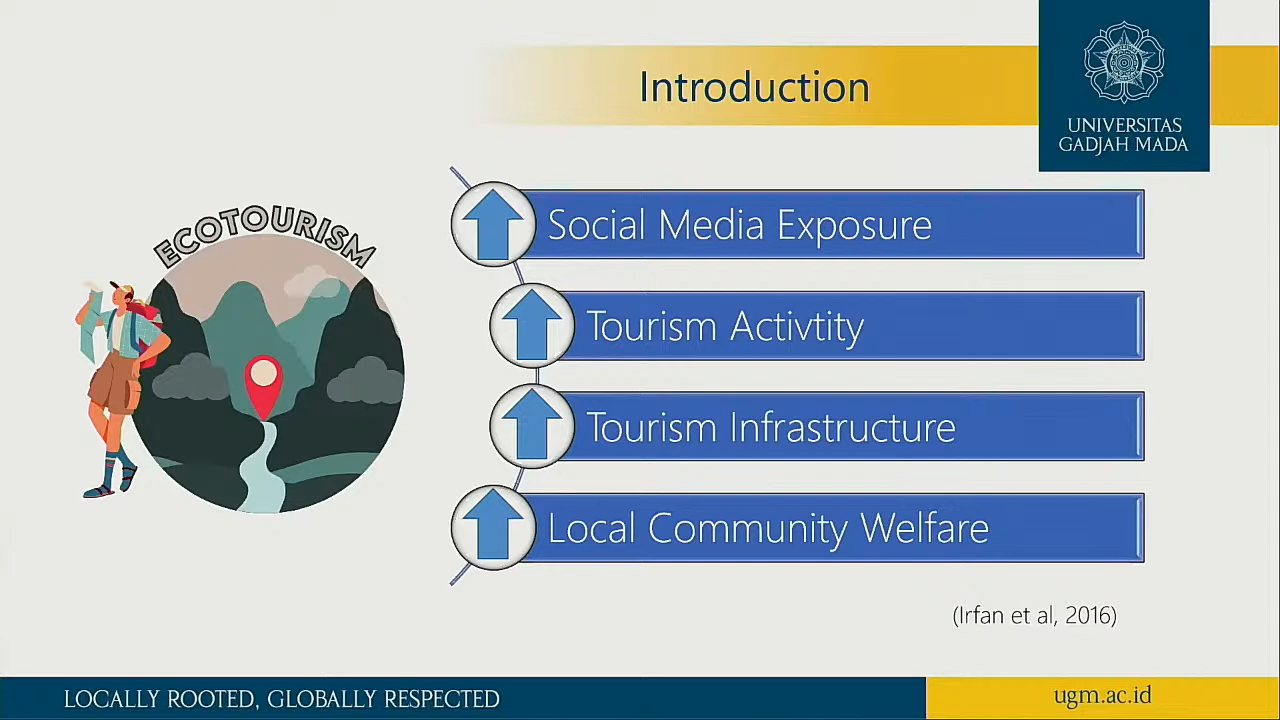 Introduction
UNIVERSITAS
GADJAH MADA
ECOTOURISM
Social Media Exposure
Tourism Activtity
Tourism Infrastructure
Local Community Welfare
(Irfan et al, 2016)
LOCALLY ROOTED, GLOBALLY RESPECTED
ugm.ac.id